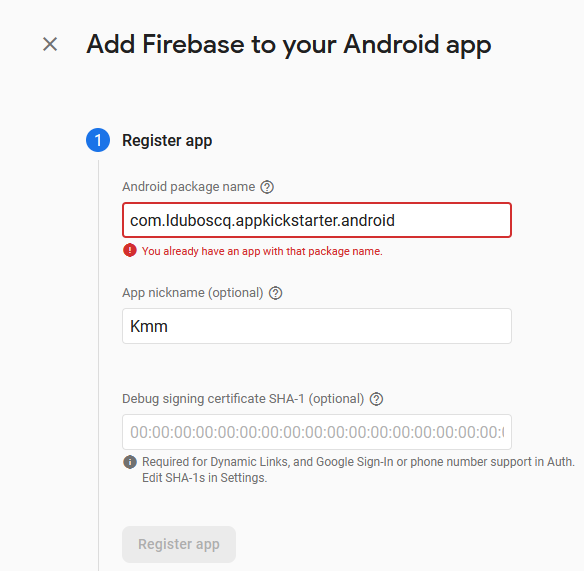 Add Firebase to your Android app
1 Register app
Android package name
com.lduboscq.appkickstarter.android
You already have an app with that package name.
App nickname (optional)
Kmm
Debug signing certificate SHA-1 (optional)
00:00:00:00:00:00:00:00:00:00:00:00:00:00:00:00:00:
Required for Dynamic Links, and Google Sign-In or phone number support in Auth.
Edit SHA-1s in Settings.
Register app